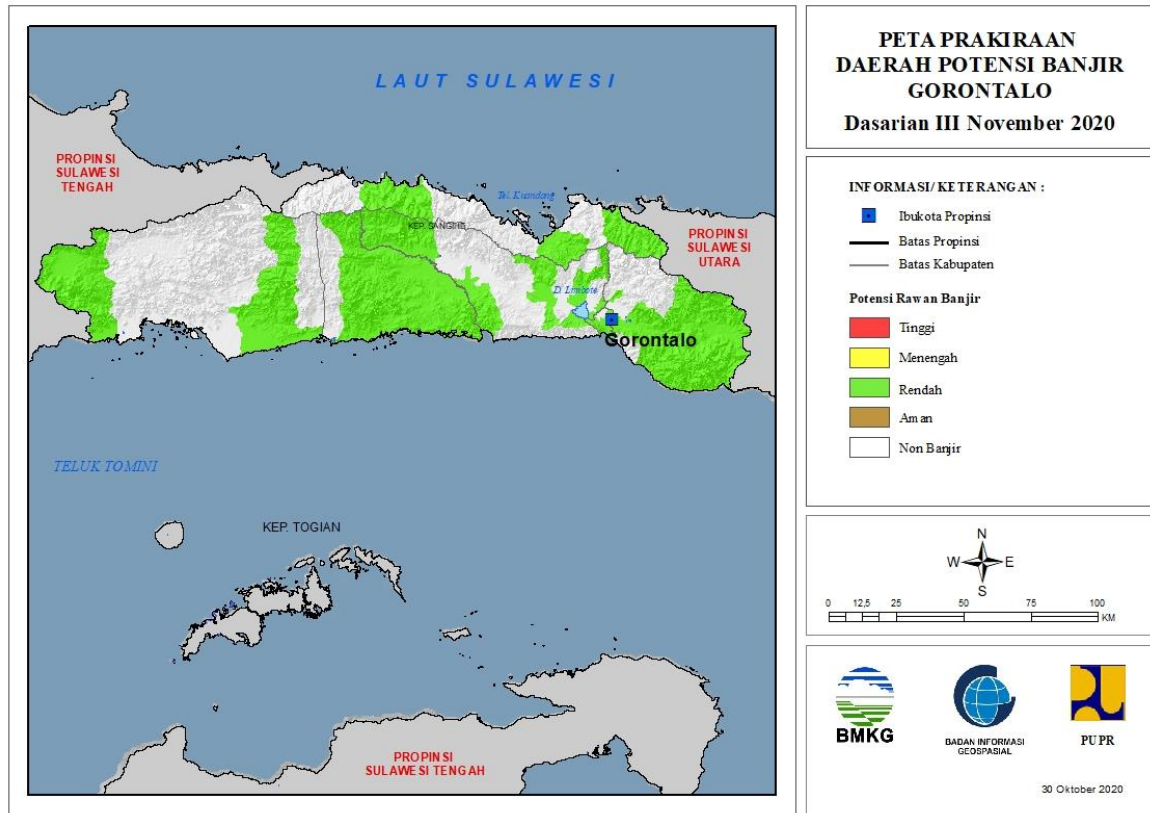 LAUT SULAWESI
PROPINSI
SULAWESI
TENGAH
Tel. Kuandang
KEP. SANGIHE
PROPINSI
SULAWESI
UTARA
D. Limboto
Gorontalo
TELUK TOMINI
KEP. TOGIAN
PROPINSI
SULAWESI TENGAH
PETA PRAKIRAAN
DAERAH POTENSI BANJIR
GORONTALO
Dasarian III November 2020
INFORMASI/ KETERANGAN :
Ibukota Propinsi
Batas Propinsi
Batas Kabupaten
Potensi Rawan Banjir
Tinggi
Menengah
Rendah
Aman
Non Banjir
N
W E
S
0 12,5 25 50 75 100
KM
BMKG
BADAN INFORMASI
GEOSPASIAL
PUPR
30 Oktober 2020